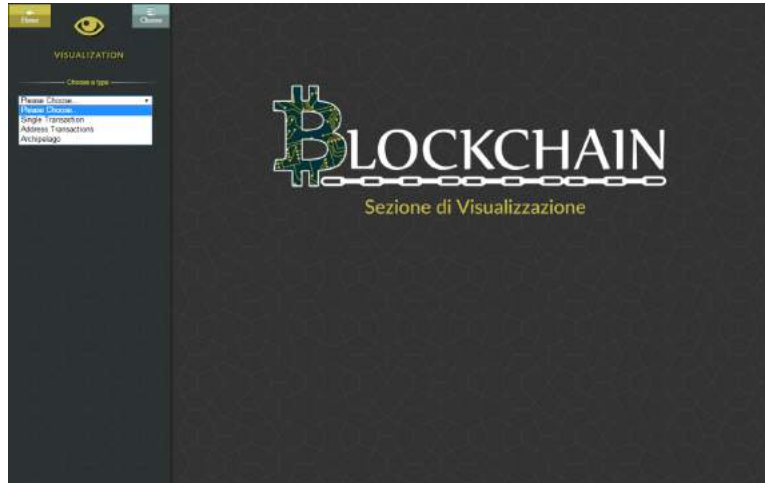 Home
Choose
VISUALIZATION
Choose a type
Please Choose...
Please Choose...
Single Transaction
Address Transactions
Archipelago
BLOCKCHAIN
Sezione di Visualizzazione